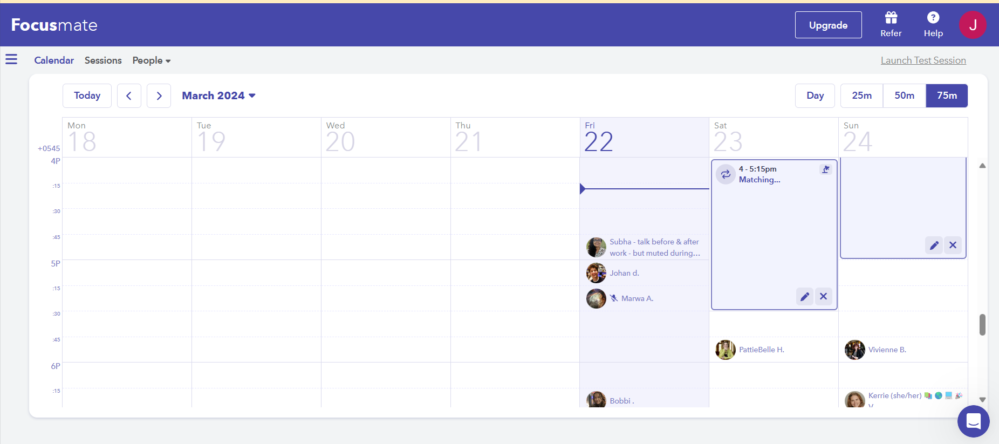 Focusmate
Upgrade
Refer
Help
J
Calendar
Sessions
People
Launch Test Session
Today
March 2024
Day
25m
50m
75m
Mon
18
Tue
19
Wed
20
Thu
21
Fri
22
Sat
23
Sun
24
+0545
4P
:15
:30
:45
5P
:15
:30
:45
6P
:15
4 - 5:15pm
Matching...
Subha - talk before & after
work - but muted during...
Johan d.
Marwa A.
PattieBelle H.
Vivienne B.
Bobbi .
Kerrie (she/her)